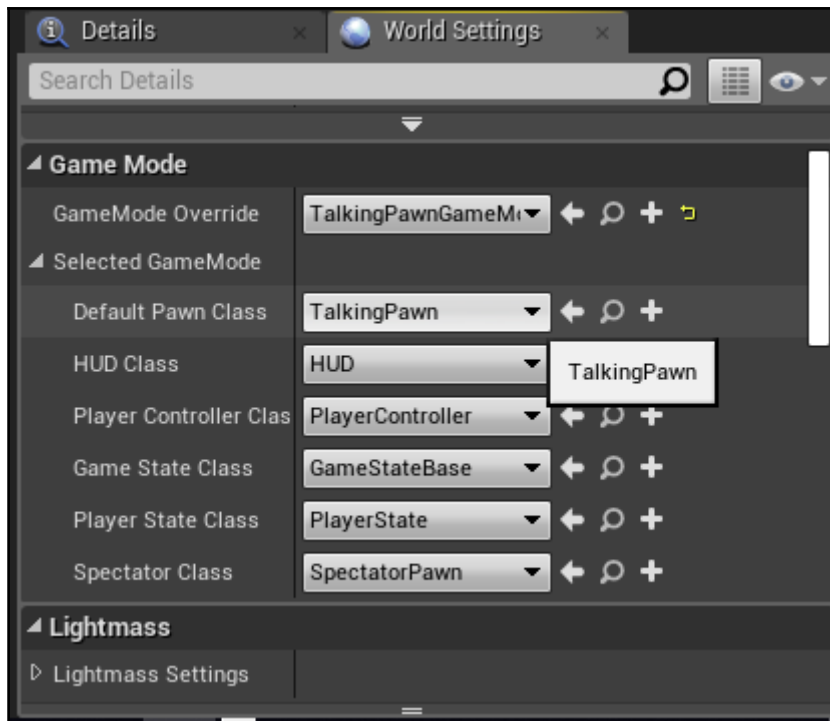 Details
World Settings
Search Details
Game Mode
GameMode Override TalkingPawnGameM
Selected GameMode
Default Pawn Class TalkingPawn
HUD Class HUD
TalkingPawn
Player Controller Clas PlayerController
Game State Class GameStateBase
Player State Class PlayerState
Spectator Class SpectatorPawn
Lightmass
Lightmass Settings